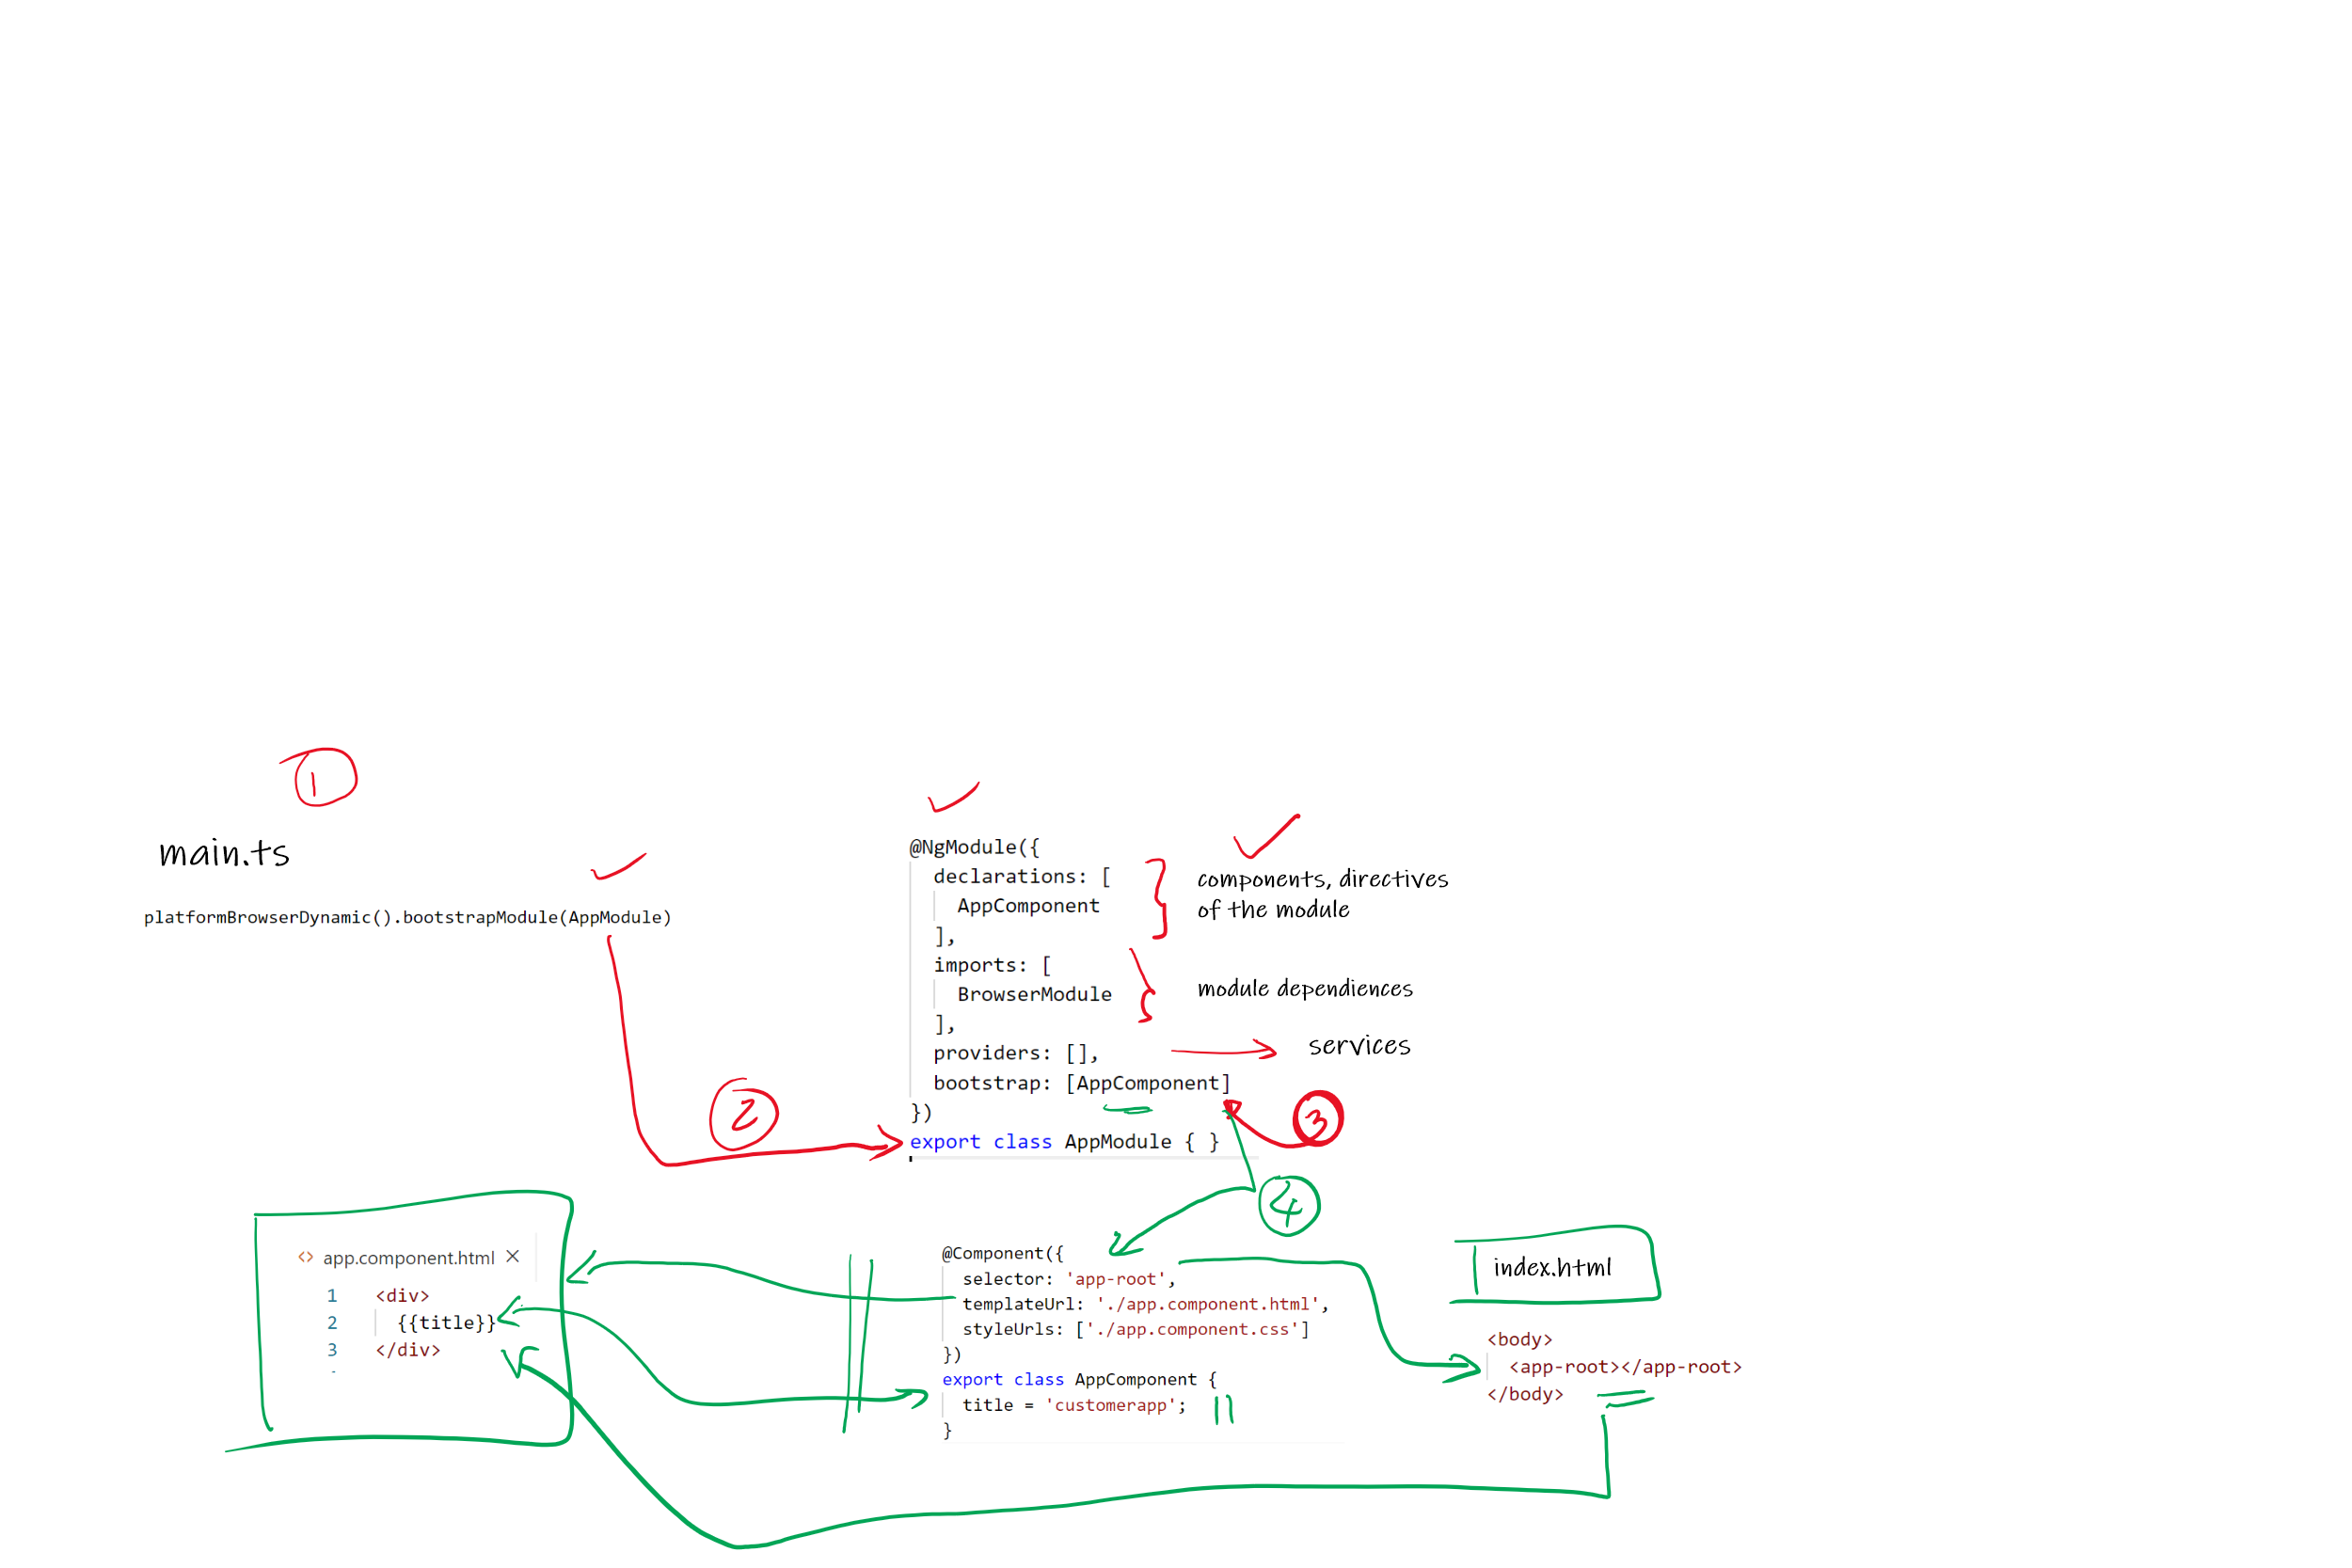 1
main.ts
platformBrowserDynamic().bootstrapModule(AppModule)
2
@NgModule({
declarations: [
AppComponent
],
imports: [
BrowserModule
],
providers: [],
bootstrap: [AppComponent]
})
export class AppModule { }
components, directives
of the module
module dependiences
services
3
4
app.component.html
1 <div>
2 {{title}}
3 </div>
@Component({
selector: 'app-root',
templateUrl: './app.component.html',
styleUrls: ['./app.component.css']
})
export class AppComponent {
title = 'customerapp';
}
index.html
<body>
<app-root></app-root>
</body>